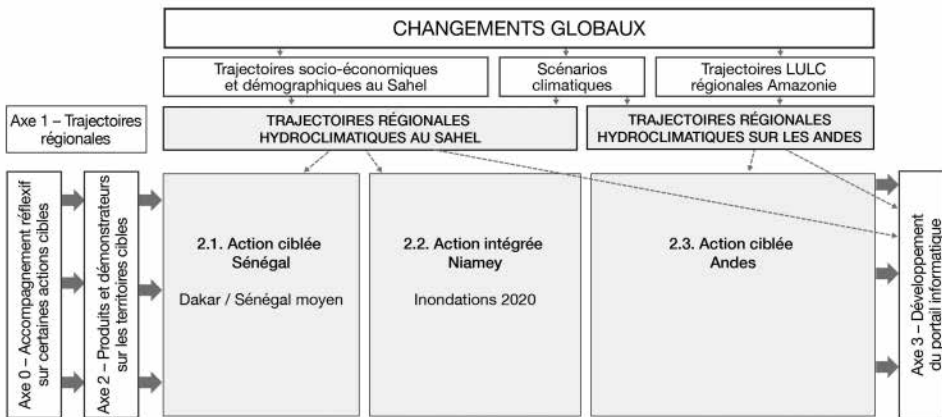 CHANGEMENTS GLOBAUX
Trajectoires socio-économiques
et démographiques au Sahel
Scénarios
climatiques
Trajectoires LULC
régionales Amazonie
Axe 1 – Trajectoires
régionales
TRAJECTOIRES RÉGIONALES
HYDROCLIMATIQUES AU SAHEL
TRAJECTOIRES RÉGIONALES
HYDROCLIMATIQUES SUR LES ANDES
Axe 0 – Accompagnement réflexif
sur certaines actions cibles
Axe 2 – Produits et démonstrateurs
sur les territoires cibles
2.1. Action ciblée
Sénégal
Dakar / Sénégal moyen
2.2. Action intégrée
Niamey
Inondations 2020
2.3. Action ciblée
Andes
Axe 3 – Développement
du portail informatique